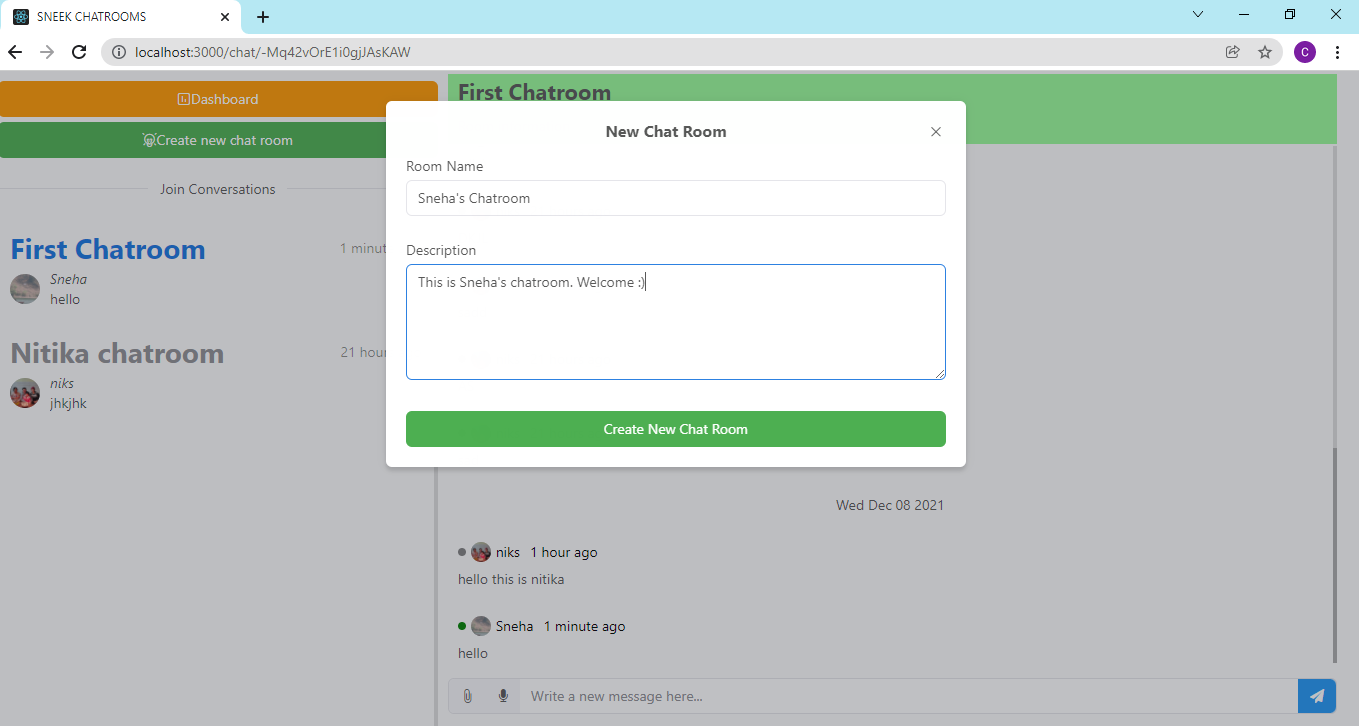 SNEEK CHATROOMS
localhost:3000/chat/-Mq42vOrE1i0gjJAsKAW
C
Dashboard
Create new chat room
Join Conversations
First Chatroom
1 minut
Sneha
hello
Nitika chatroom
21 hour
niks
jhkjhk
First Chatroom
New Chat Room
Room Name
Sneha's Chatroom
Description
This is Sneha's chatroom. Welcome :)
Create New Chat Room
Wed Dec 08 2021
niks 1 hour ago
hello this is nitika
Sneha 1 minute ago
hello
Write a new message here...